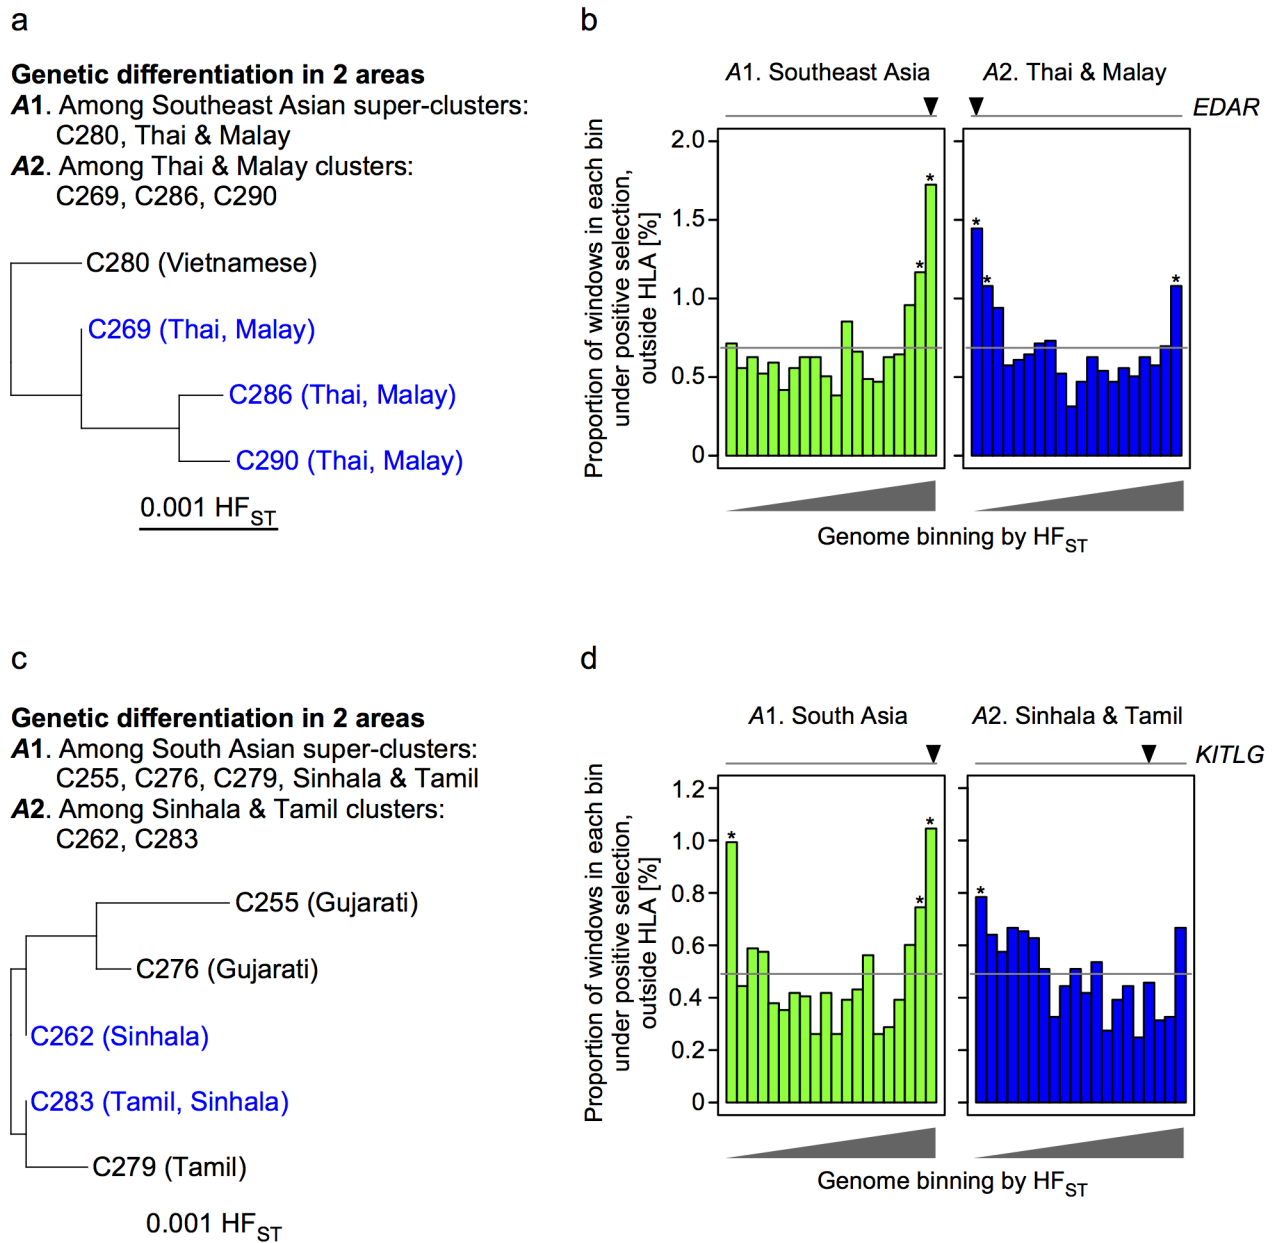 a
Genetic differentiation in 2 areas
A1. Among Southeast Asian super-clusters:
C280, Thai & Malay
A2. Among Thai & Malay clusters:
C269, C286, C290
C280 (Vietnamese)
C269 (Thai, Malay)
C286 (Thai, Malay)
C290 (Thai, Malay)
0.001 HFST
b
A1. Southeast Asia
A2. Thai & Malay
EDAR
Proportion of windows in each bin
under positive selection,
outside HLA [%]
2.0
1.5
1.0
0.5
0
*
*
*
*
*
Genome binning by HFST
c
Genetic differentiation in 2 areas
A1. Among South Asian super-clusters:
C255, C276, C279, Sinhala & Tamil
A2. Among Sinhala & Tamil clusters:
C262, C283
C255 (Gujarati)
C276 (Gujarati)
C262 (Sinhala)
C283 (Tamil, Sinhala)
C279 (Tamil)
0.001 HFST
d
A1. South Asia
A2. Sinhala & Tamil
KITLG
Proportion of windows in each bin
under positive selection,
outside HLA [%]
1.2
1.0
0.8
0.6
0.4
0.2
0
*
*
*
*
Genome binning by HFST